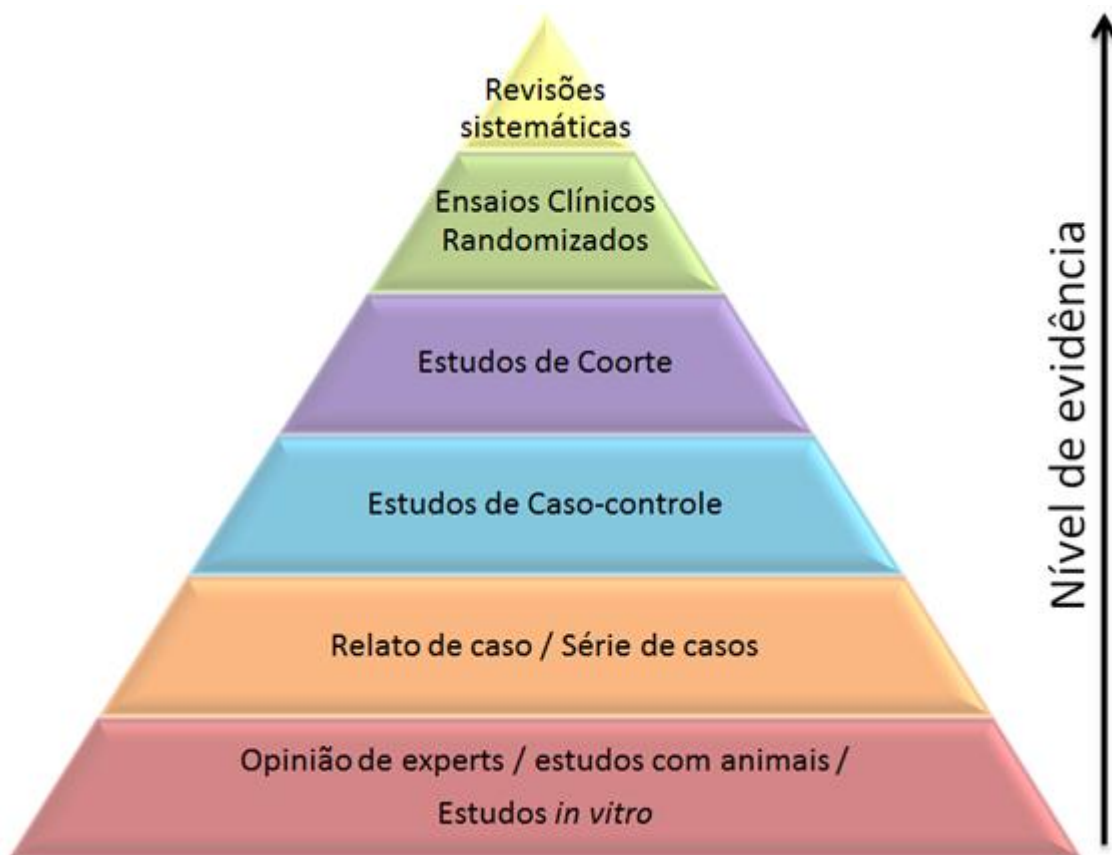 Revisões
sistemáticas
Ensaios Clínicos
Randomizados
Estudos de Coorte
Estudos de Caso-controle
Relato de caso / Série de casos
Opinião de experts / estudos com animais /
Estudos in vitro
Nível de evidência